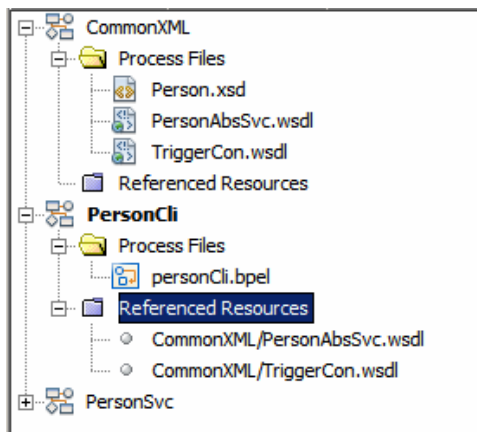 CommonXML
Process Files
Person.xsd
PersonAbsSvc.wsdl
TriggerCon.wsdl
Referenced Resources
PersonCli
Process Files
personCli.bpel
Referenced Resources
CommonXML/PersonAbsSvc.wsdl
CommonXML/TriggerCon.wsdl
PersonSvc